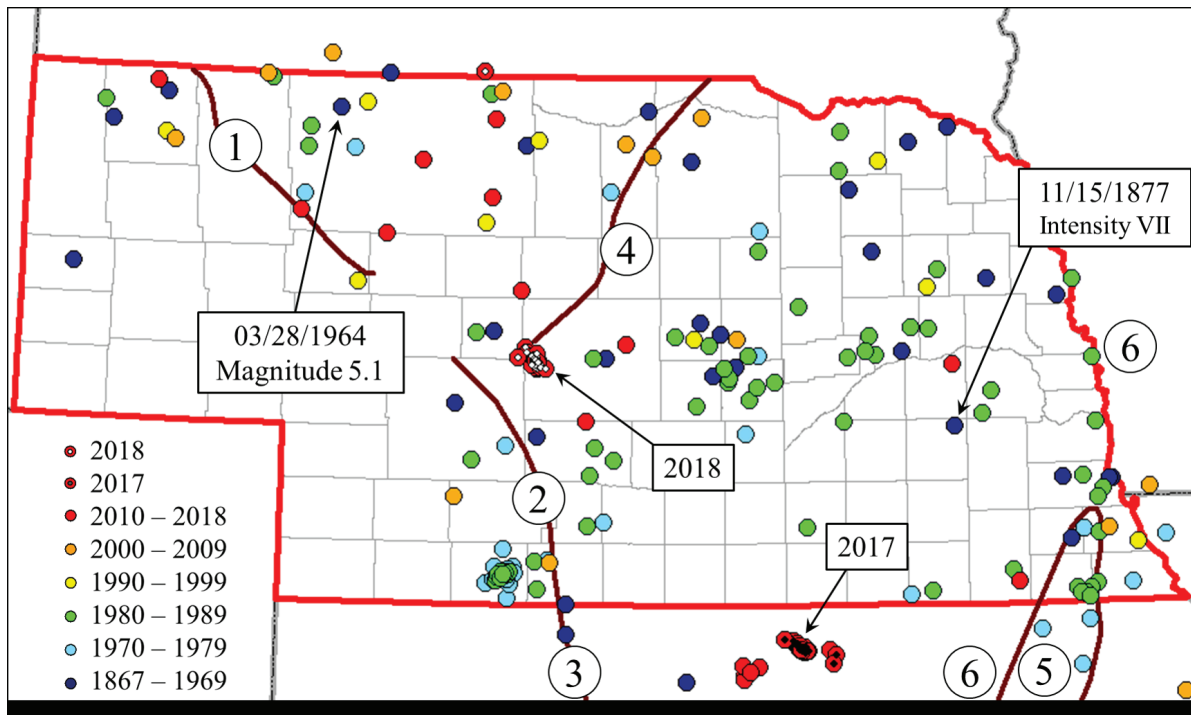 1
4
11/15/1877
Intensity VII
03/28/1964
Magnitude 5.1
6
2018
2
2017
2018
2017
2010 – 2018
2000 – 2009
1990 – 1999
1980 – 1989
1970 – 1979
1867 – 1969
3
6
5